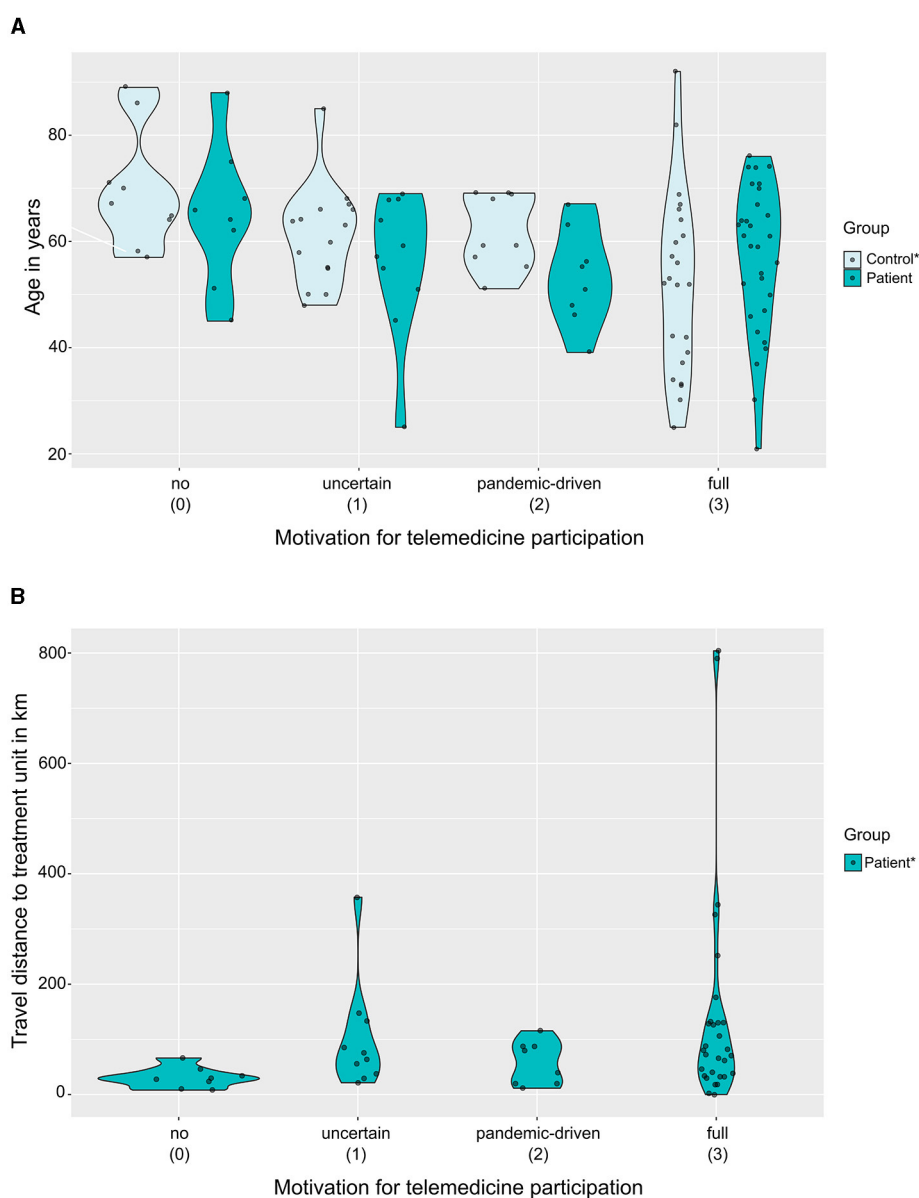 A
Age in years
80
60
40
20
no
(0)
uncertain
(1)
pandemic-driven
(2)
full
(3)
Motivation for telemedicine participation
Group
Control*
Patient
B
Travel distance to treatment unit in km
800
600
400
200
0
no
(0)
uncertain
(1)
pandemic-driven
(2)
full
(3)
Motivation for telemedicine participation
Group
Patient*